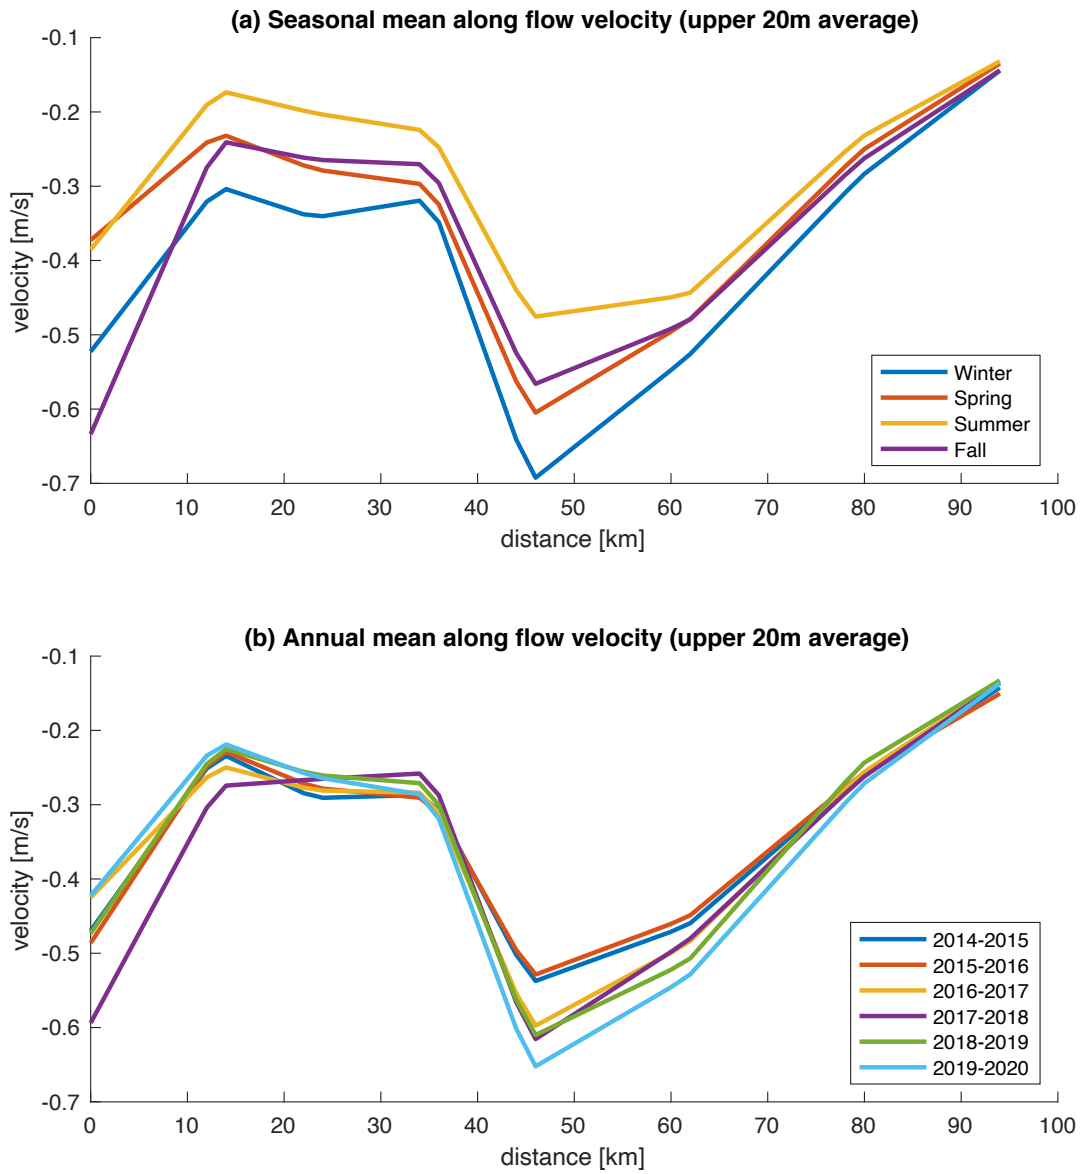 (a) Seasonal mean along flow velocity (upper 20m average)
-0.1
-0.2
-0.3
-0.4
-0.5
-0.6
-0.7
velocity [m/s]
Winter
Spring
Summer
Fall
0 10 20 30 40 50 60 70 80 90 100
distance [km]
(b) Annual mean along flow velocity (upper 20m average)
-0.1
-0.2
-0.3
-0.4
-0.5
-0.6
-0.7
velocity [m/s]
2014-2015
2015-2016
2016-2017
2017-2018
2018-2019
2019-2020
0 10 20 30 40 50 60 70 80 90 100
distance [km]